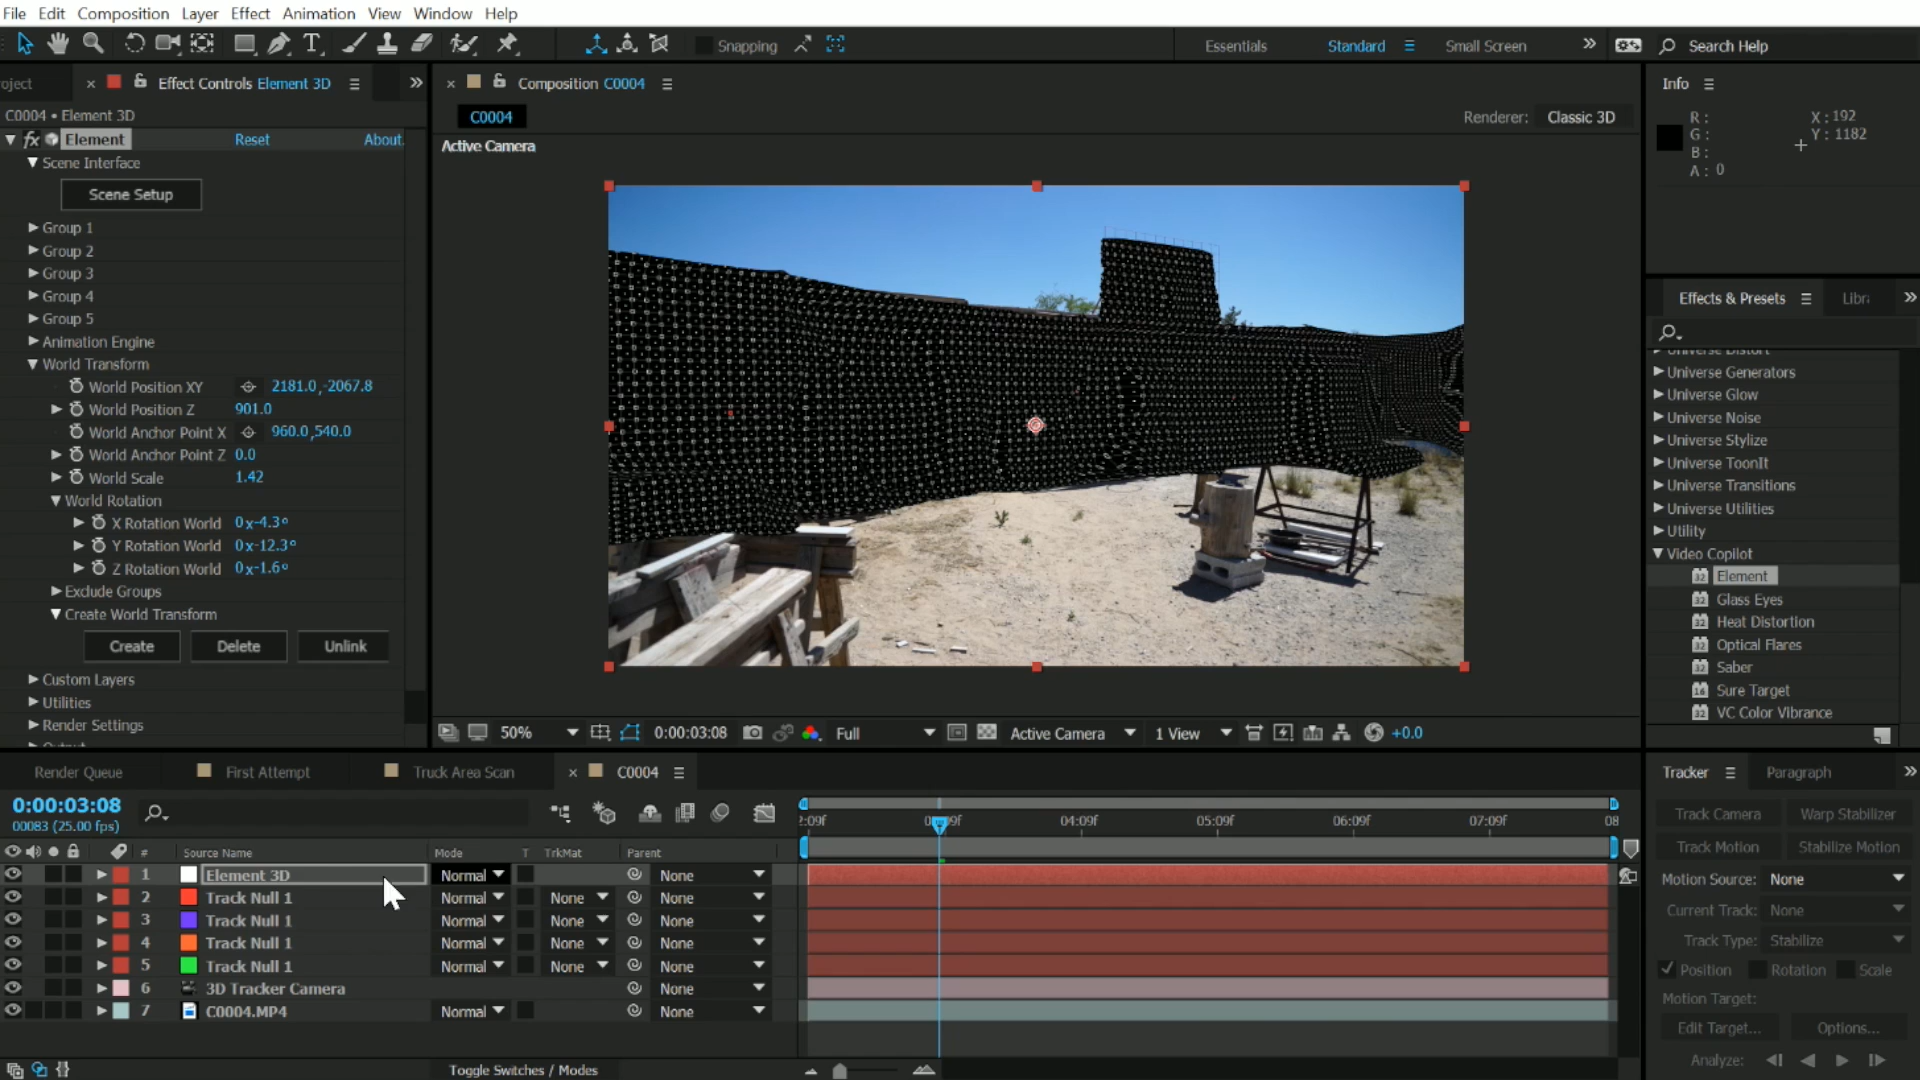 File Edit Composition Layer Effect Animation View Window Help
Snapping
Essentials Standard Small Screen Search Help
Effect Controls Element 3D
Composition C0004
Info
C0004 • Element 3D
C0004
Renderer: Classic 3D
R: X: 192
G: Y: 1182
B:
A: 0
fx Element Reset About.
Active Camera
Scene Interface
Scene Setup
Group 1
Group 2
Group 3
Group 4
Group 5
Animation Engine
World Transform
World Position XY 2181.0,-2067.8
World Position Z 901.0
World Anchor Point X 960.0,540.0
World Anchor Point Z 0.0
World Scale 1.42
World Rotation
X Rotation World 0x-4.3°
Y Rotation World 0x-12.3°
Z Rotation World 0x-1.6°
Exclude Groups
Create World Transform
Create Delete Unlink
Custom Layers
Utilities
Render Settings
Effects & Presets Libr
Universe Distort
Universe Generators
Universe Glow
Universe Noise
Universe Stylize
Universe ToonIt
Universe Transitions
Universe Utilities
Utility
Video Copilot
32 Element
32 Glass Eyes
32 Heat Distortion
32 Optical Flares
32 Saber
16 Sure Target
32 VC Color Vibrance
50% 0:00:03:08 Full Active Camera 1 View +0.0
Render Queue First Attempt Truck Area Scan C0004
0:00:03:08
00083 (25.00 fps)
04:09f 05:09f 06:09f 07:09f 08
# Source Name Mode T TrkMat Parent
1 Element 3D Normal None
2 Track Null 1 Normal None None
3 Track Null 1 Normal None None
4 Track Null 1 Normal None None
5 Track Null 1 Normal None None
6 3D Tracker Camera None
7 C0004.MP4 Normal None
Toggle Switches / Modes
Tracker Paragraph
Track Camera Warp Stabilizer
Track Motion Stabilize Motion
Motion Source: None
Current Track: None
Track Type: Stabilize
Position Rotation Scale
Motion Target:
Edit Target... Options...
Analyze: